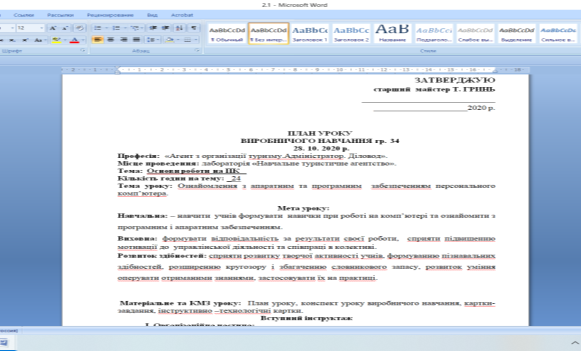 2.1 - Microsoft Word
Ссылки Рассылки Рецензирование Вид Acrobat
12
AaBbCcDd AaBbCcDd AaBbCc AaBbCc AaB AaBbCc AaBbCcDd AaBbCcDd AaBbCcDd
¶ Обычный ¶ Без интер... Заголовок 1 Заголовок 2 Название Подзаголо... Слабое вы... Выделение Сильное в...
Шрифт Абзац Стили
ЗАТВЕРДЖУЮ
старший майстер Т. ГРИНЬ
2020 р.
ПЛАН УРОКУ
ВИРОБНИЧОГО НАВЧАННЯ гр. 34
28. 10. 2020 р.
Професія: «Агент з організації туризму.Адміністратор. Діловод».
Місце проведення: лабораторія «Навчальне туристичне агентство».
Тема: Основи роботи на ПК
Кількість годин на тему: _24
Тема уроку: Ознайомлення з апаратним та програмним забезпеченням персонального
комп’ютера.
Мета уроку:
Навчальна: – навчити учнів формувати навички при роботі на комп’ютері та ознайомити з
програмним і апаратним забезпеченням.
Виховна: формувати відповідальність за результати своєї роботи, сприяти підвищенню
мотивації до управлінської діяльності та співпраці в колективі.
Розвиток здібностей: сприяти розвитку творчої активності учнів, формуванню пізнавальних
здібностей, розширенню кругозору і збагаченню словникового запасу, розвиток уміння
оперувати отриманими знаннями, застосовувати їх на практиці.
Матеріальне та КМЗ уроку: План уроку, конспект уроку виробничого навчання, картки-
завдання, інструктивно –технологічні картки.
Вступний інструктаж
І. Організаційна частина: